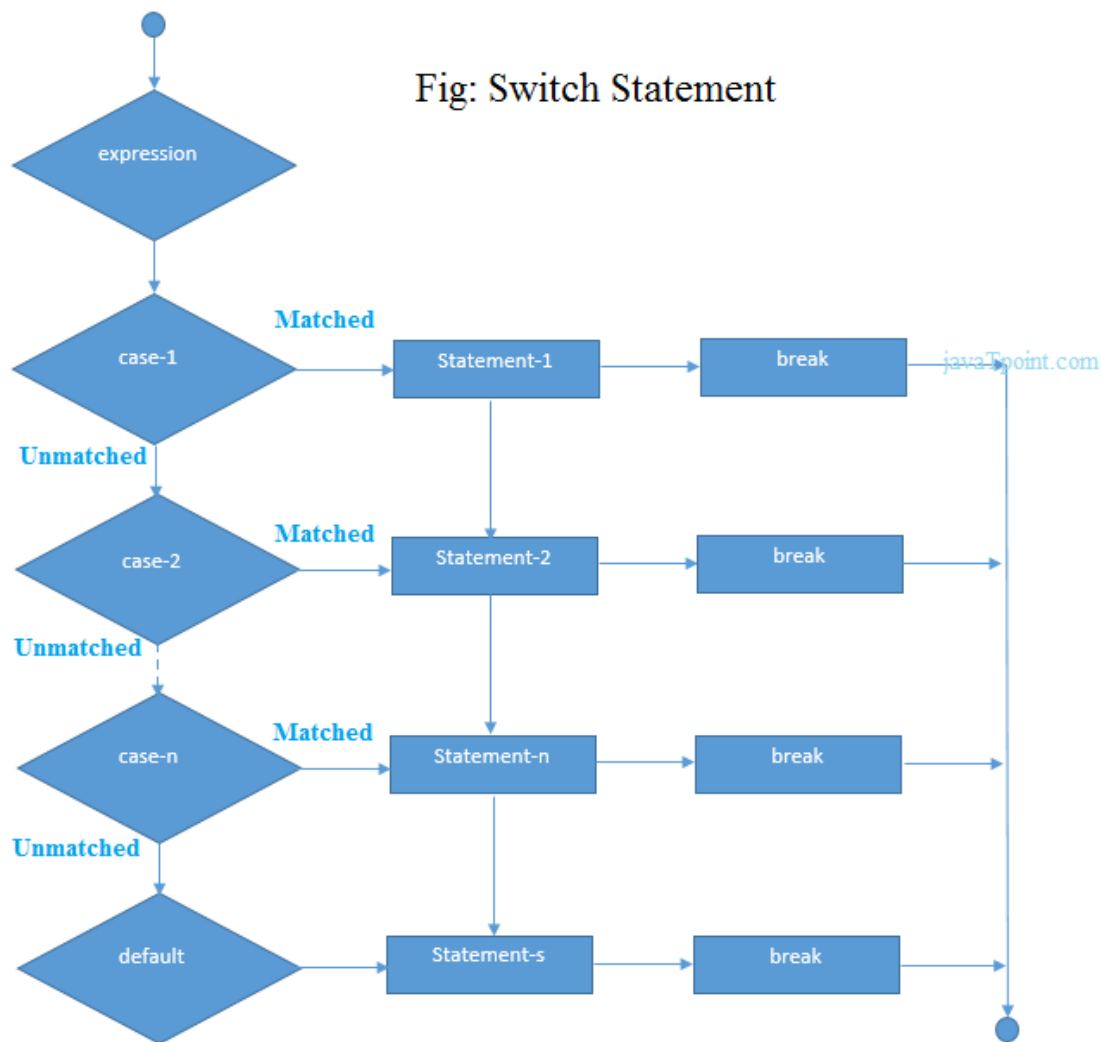 Fig: Switch Statement
expression
case-1
Matched
Statement-1
break
javaTpoint.com
Unmatched
case-2
Matched
Statement-2
break
Unmatched
case-n
Matched
Statement-n
break
Unmatched
default
Statement-s
break